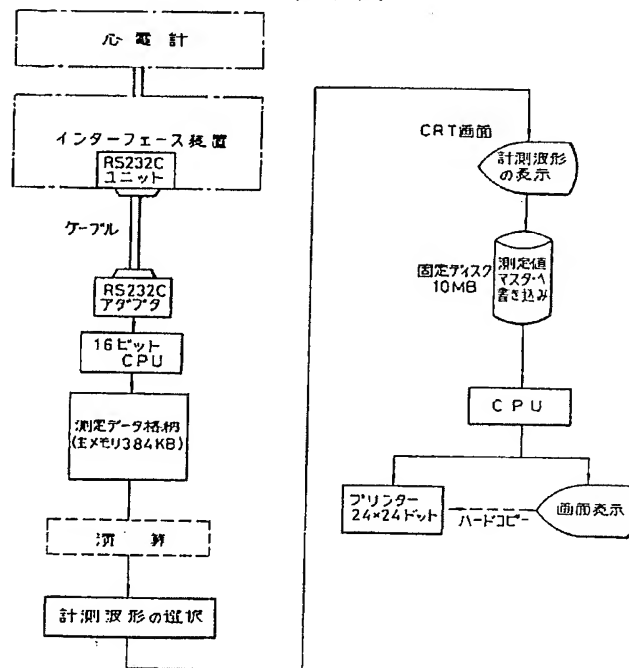 心電計
インターフェース装置
RS232C
ユニット
ケーブル
RS232C
アダプタ
16ビット
CPU
測定データ格納
(主メモリ384KB)
演算
計測波形の選択
CRT画面
計測波形
の表示
固定ディスク
10MB
測定値
マスターへ
書き込み
CPU
プリンター
24×24ドット
ハードコピー
画面表示